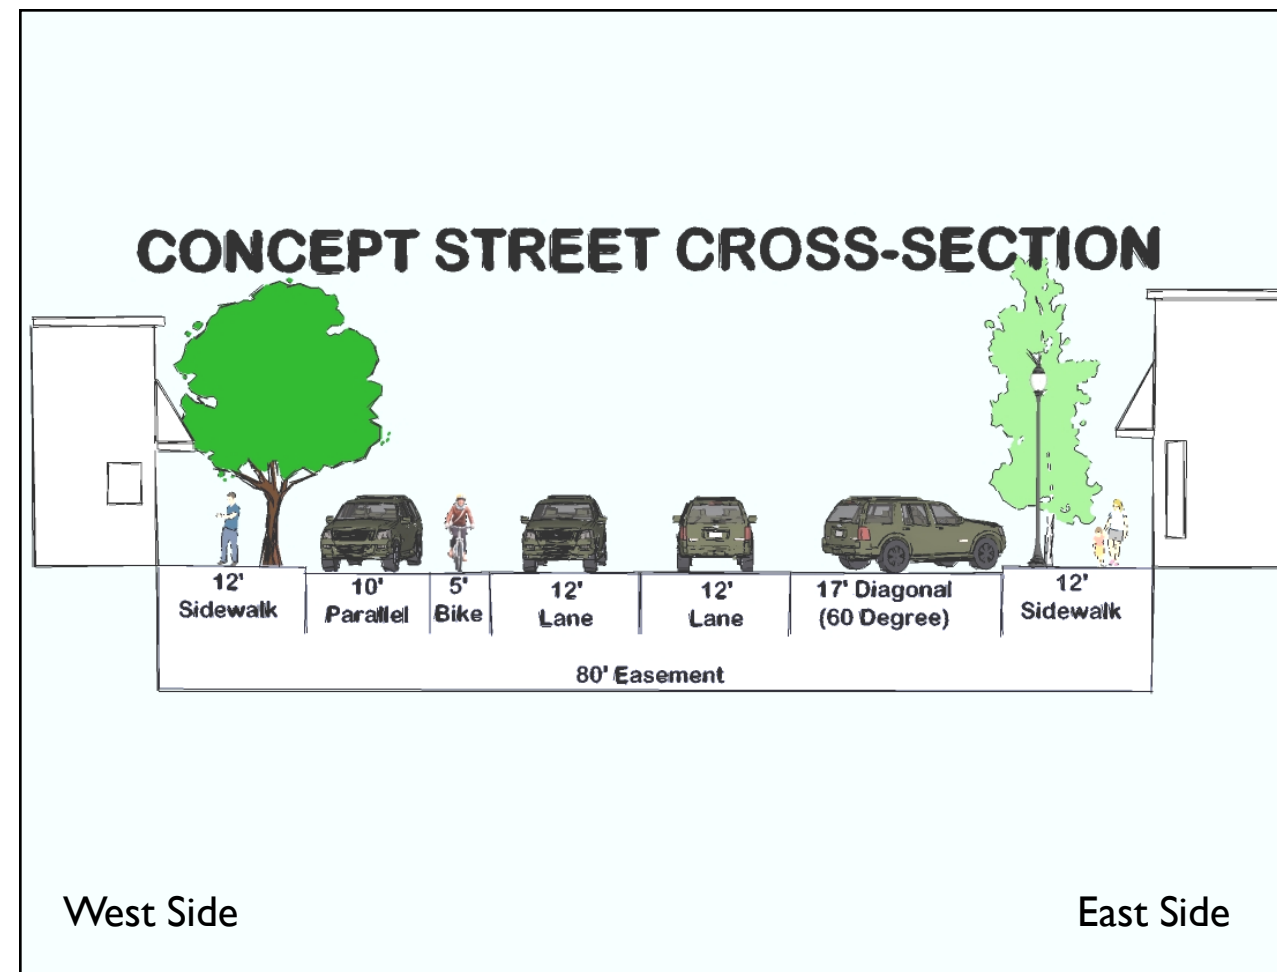 CONCEPT STREET CROSS-SECTION
12'
Sidewalk
10'
Parallel
5'
Bike
12'
Lane
12'
Lane
17' Diagonal
(60 Degree)
12'
Sidewalk
80' Easement
West Side
East Side